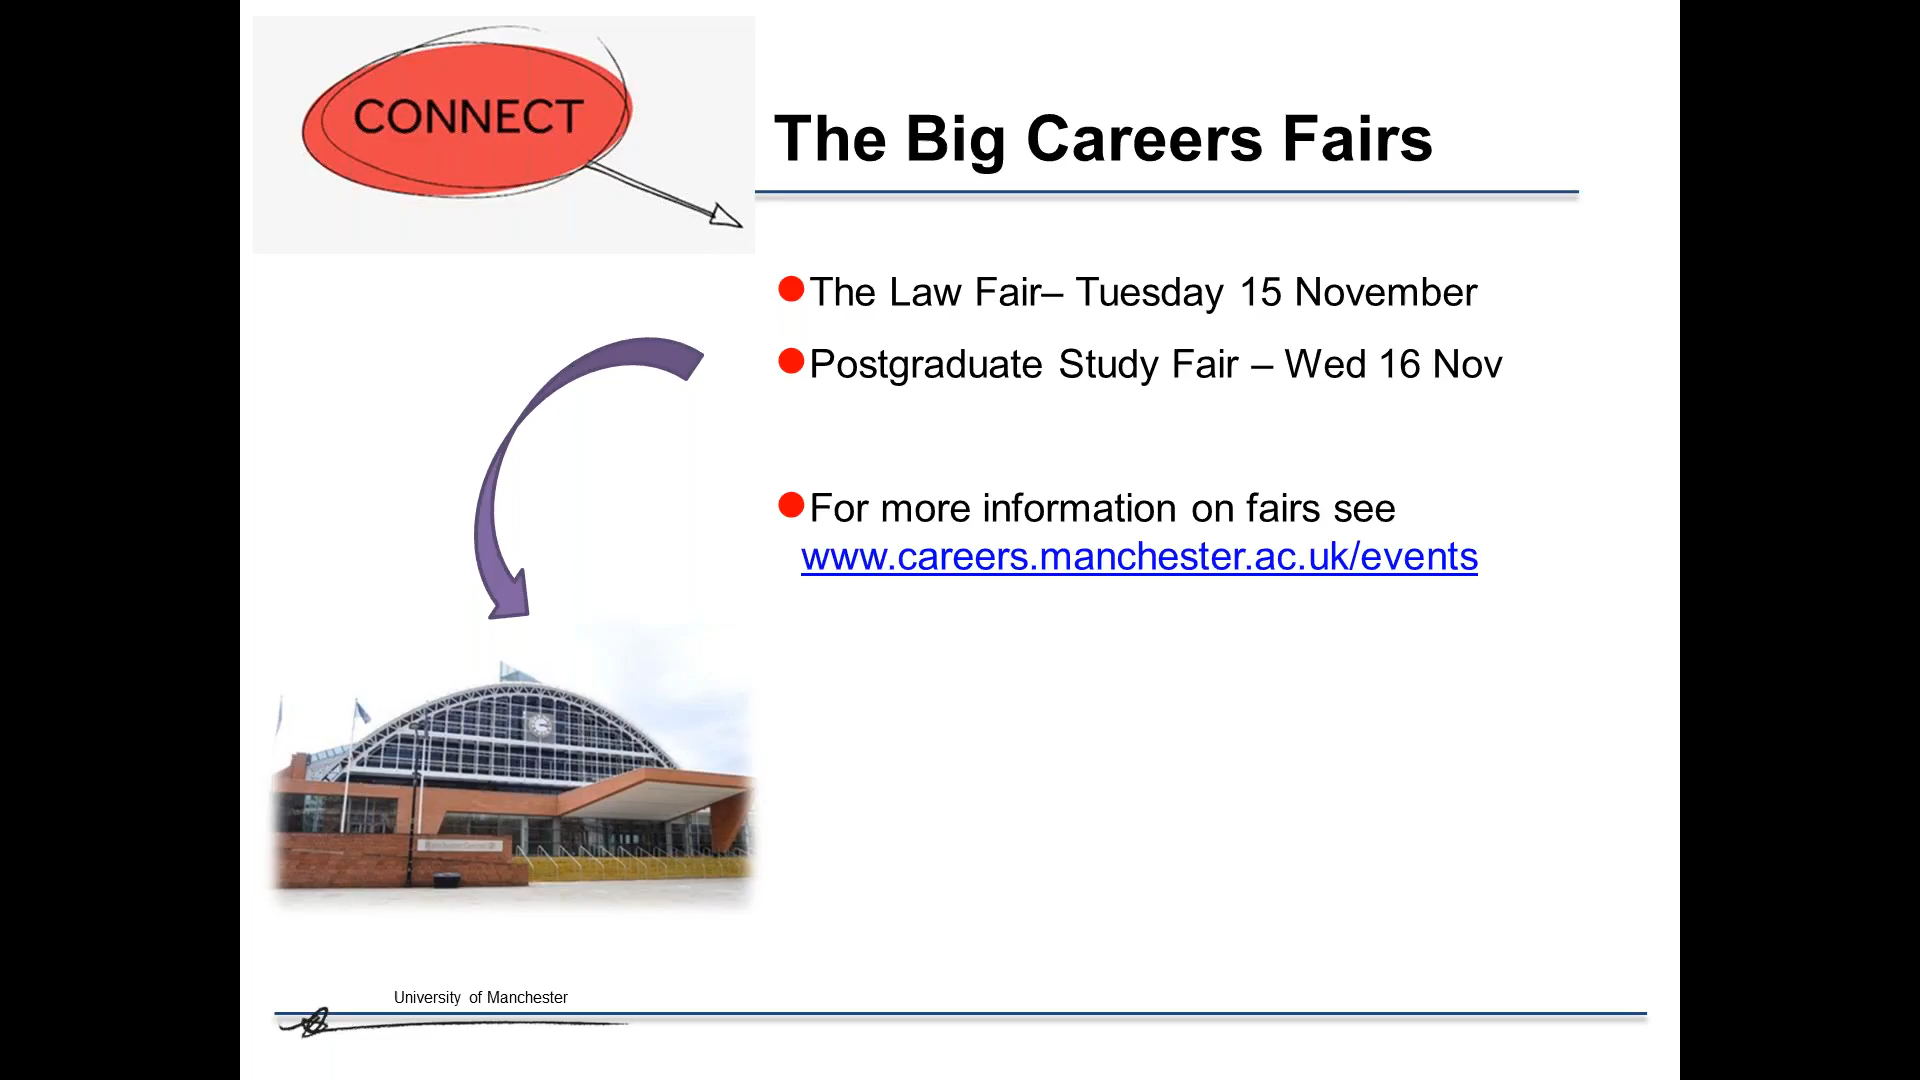 CONNECT
The Big Careers Fairs
The Law Fair– Tuesday 15 November
Postgraduate Study Fair – Wed 16 Nov
For more information on fairs see
www.careers.manchester.ac.uk/events
University of Manchester